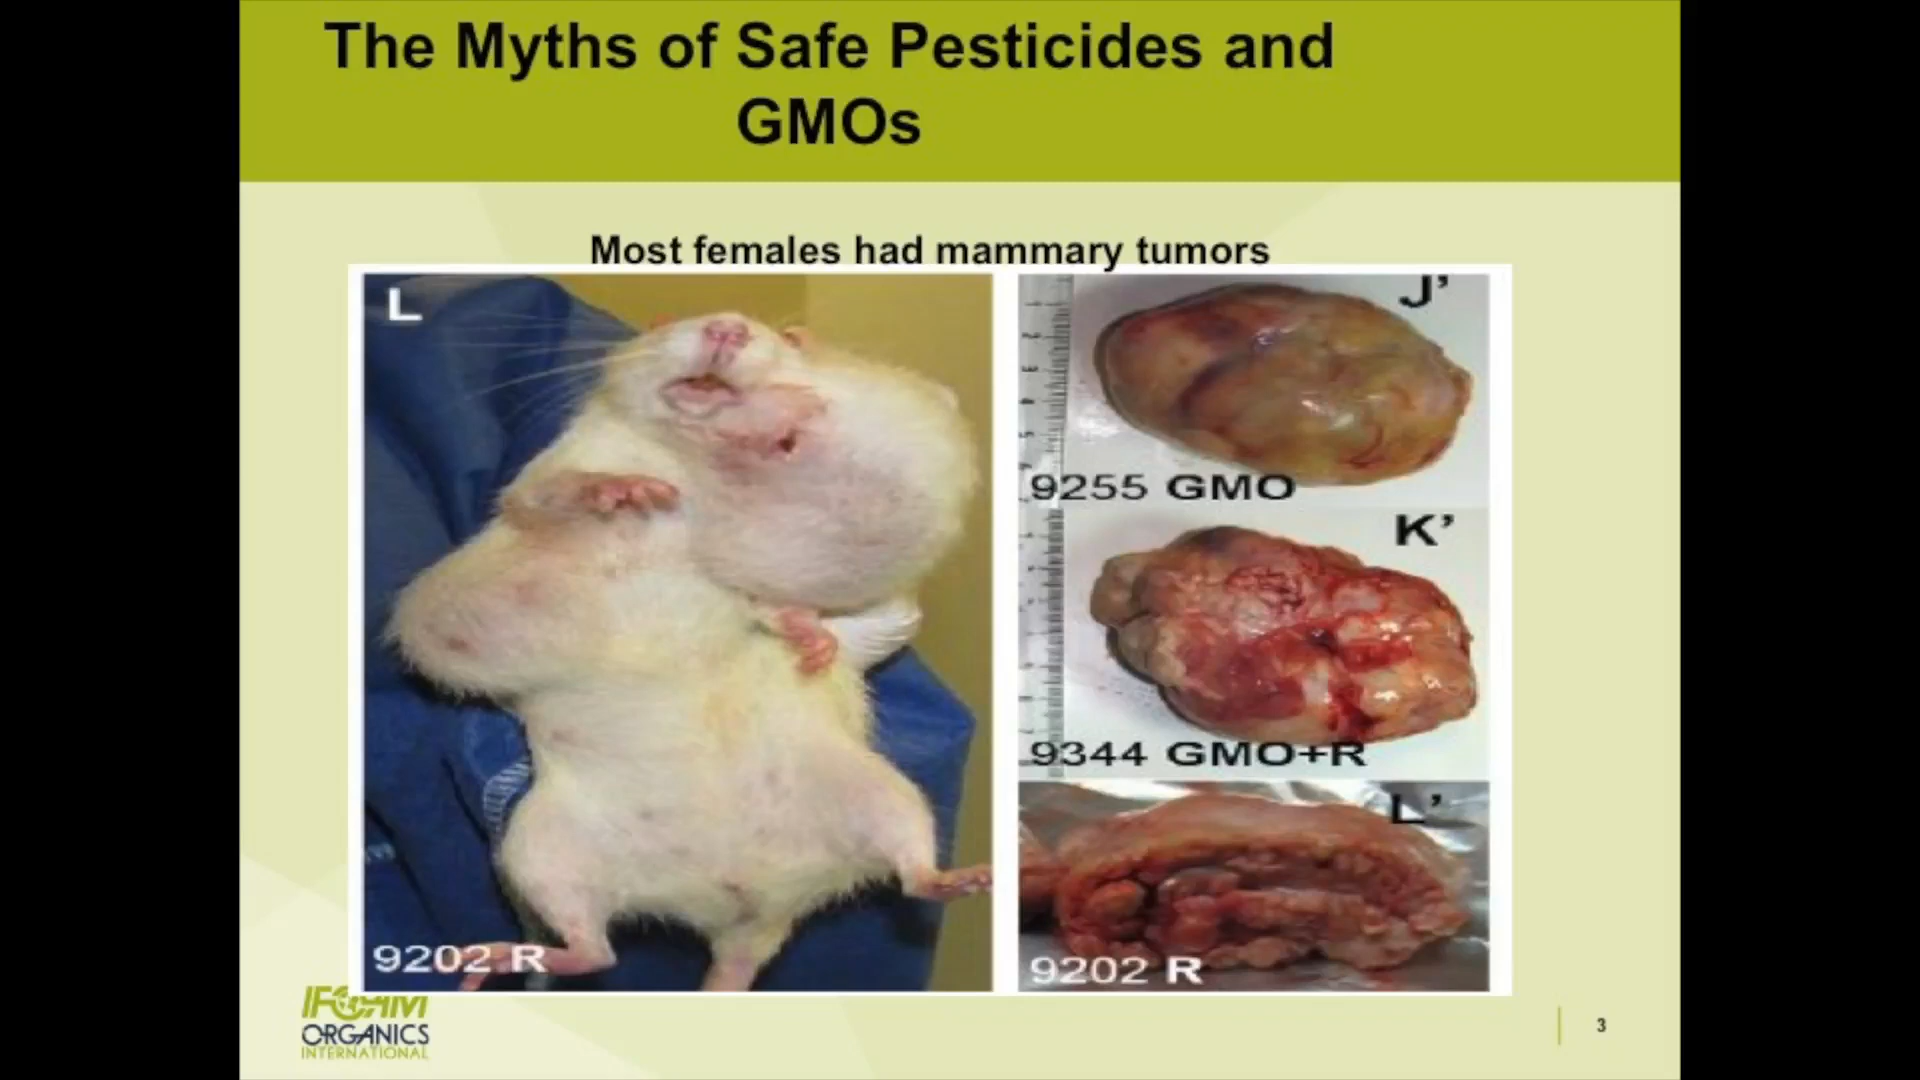 The Myths of Safe Pesticides and
GMOs
Most females had mammary tumors
L
J’
9255 GMO
K’
9344 GMO+R
L’
9202 R
9202 R
IFOAM
ORGANICS
INTERNATIONAL
3